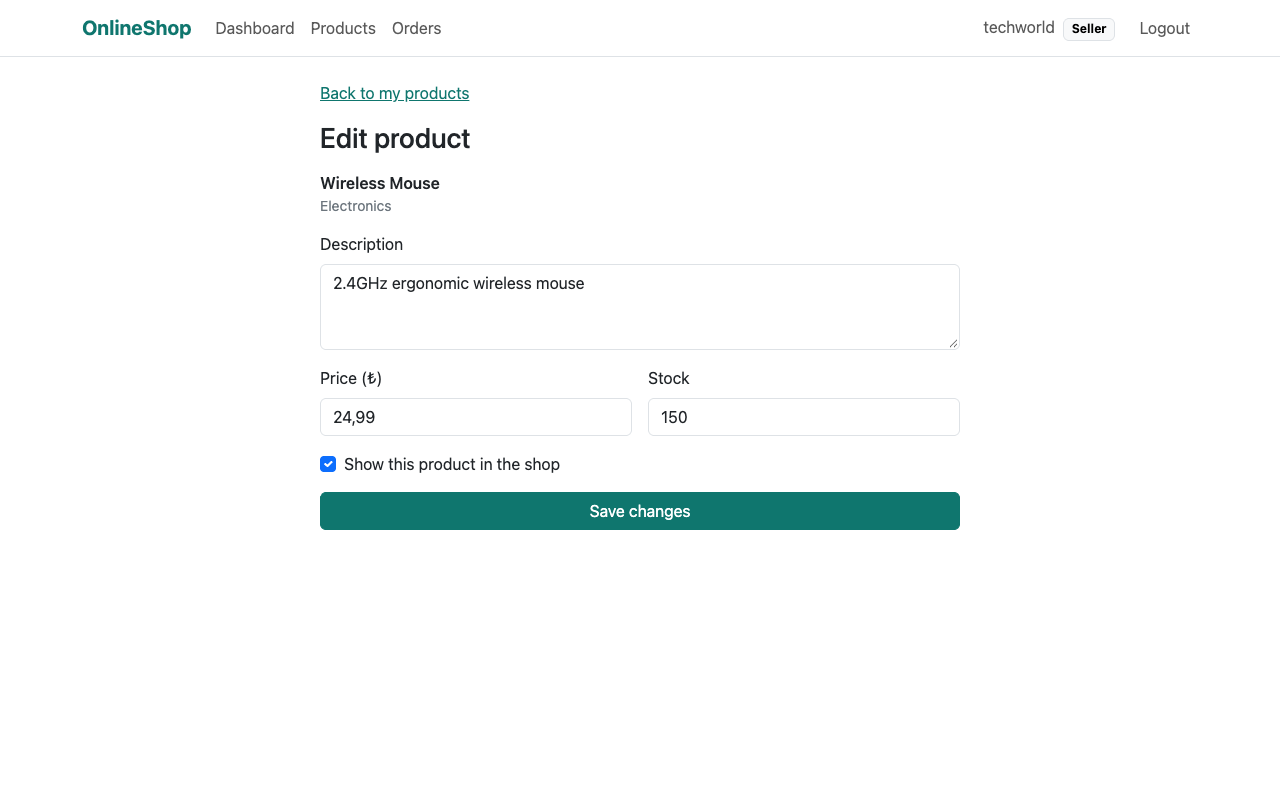 OnlineShop Dashboard Products Orders techworld Seller Logout
Back to my products
Edit product
Wireless Mouse
Electronics
Description
2.4GHz ergonomic wireless mouse
Price (₺) Stock
24,99 150
Show this product in the shop
Save changes